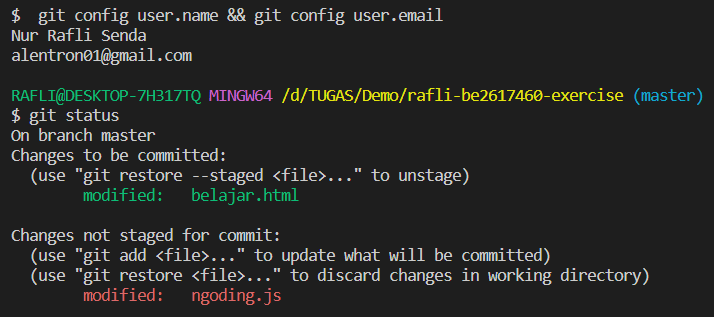 $  git config user.name && git config user.email
Nur Rafli Senda
alentron01@gmail.com
RAFLI@DESKTOP-7H317TQ MINGW64 /d/TUGAS/Demo/rafli-be2617460-exercise (master)
$ git status
On branch master
Changes to be committed:
  (use "git restore --staged <file>..." to unstage)
        modified:   belajar.html
Changes not staged for commit:
  (use "git add <file>..." to update what will be committed)
  (use "git restore <file>..." to discard changes in working directory)
        modified:   ngoding.js